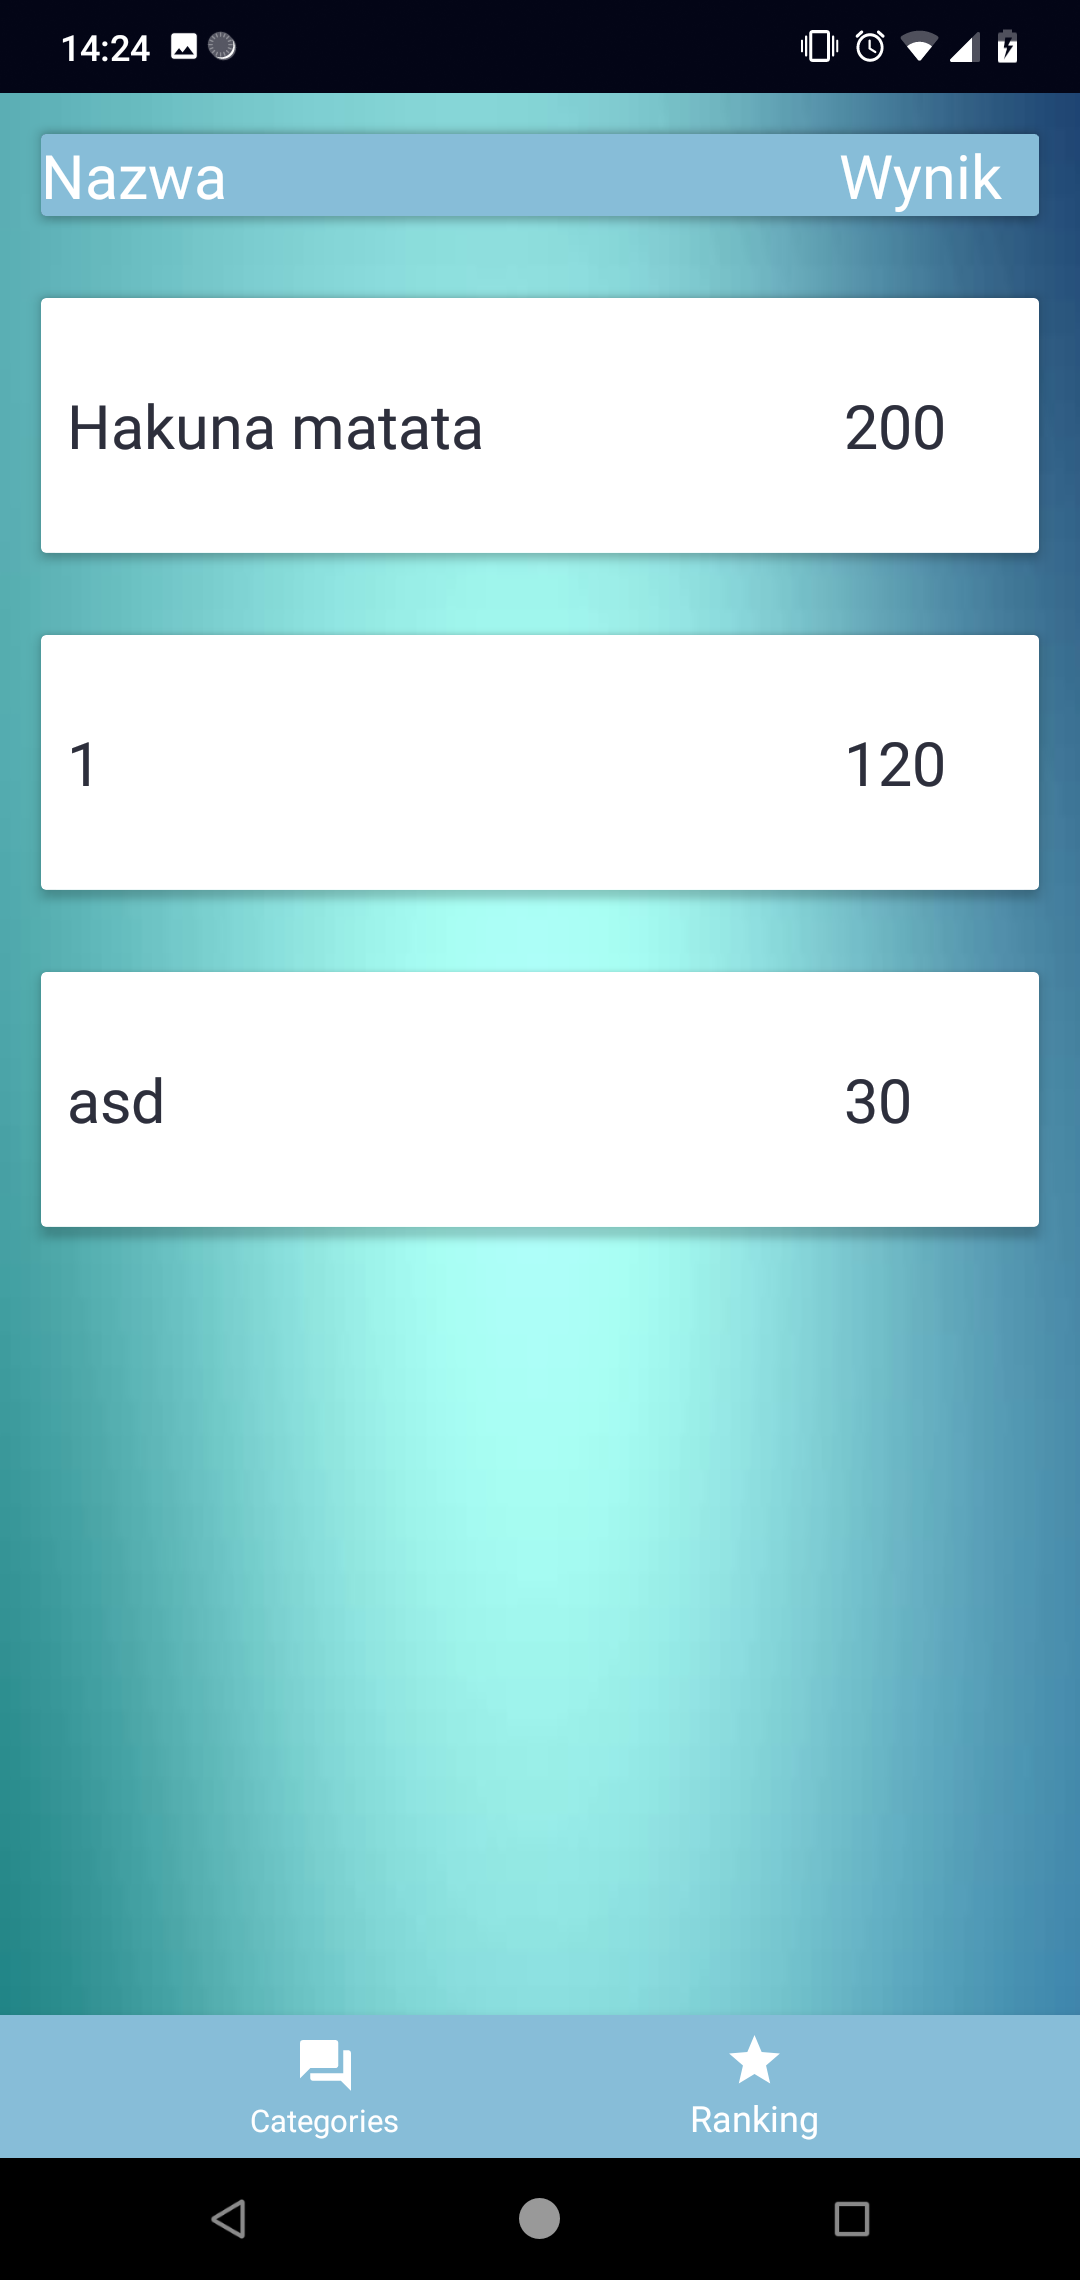 14:24
Nazwa Wynik
Hakuna matata 200
1 120
asd 30
Categories Ranking